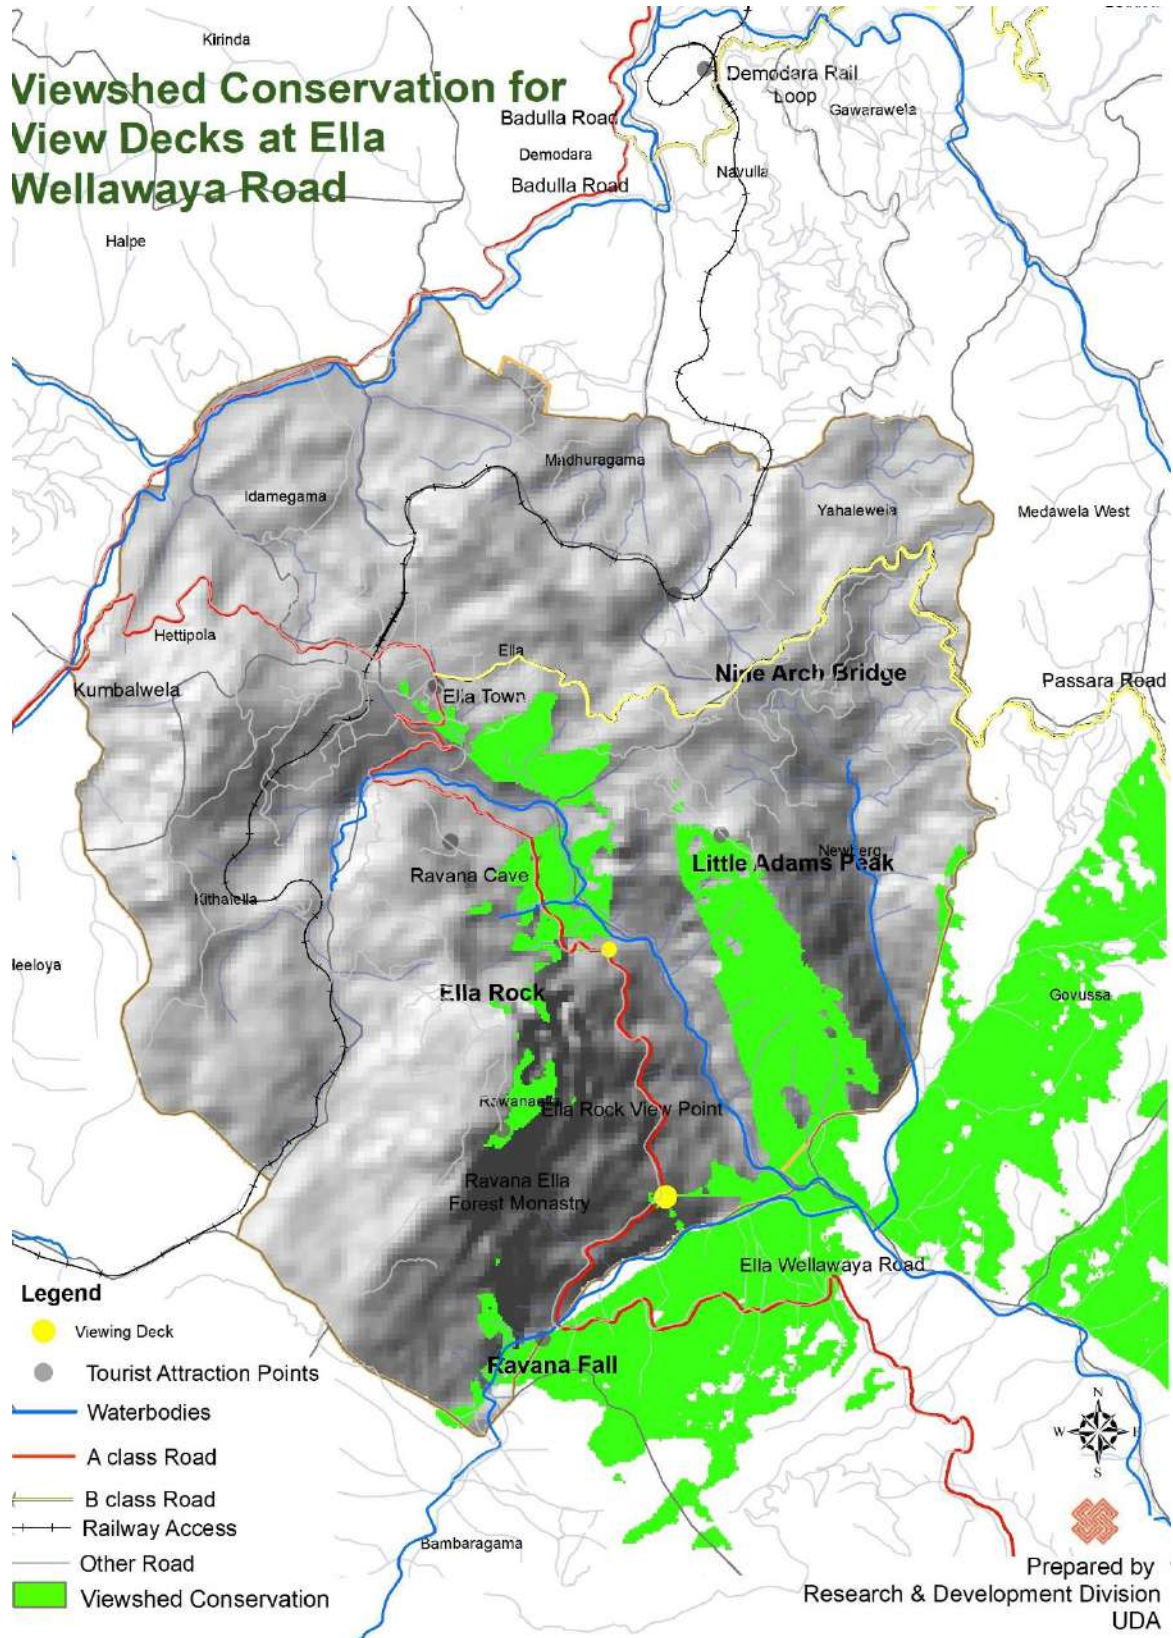 Kirinda
Viewshed Conservation for
View Decks at Ella
Wellawaya Road
Demodara Rail
Loop
Gawarawela
Badulla Road
Demodara
Badulla Road
Navulla
Halpe
Madhuragama
Idamegama
Yahalewela
Medawela West
Hettipola
Ella
Nine Arch Bridge
Passara Road
Kumbalwela
Ella Town
Newberg
Little Adams Peak
Ravana Cave
Kithalella
Heeloya
Ella Rock
Govussa
Rawanaella
Ella Rock View Point
Ravana Ella
Forest Monastry
Ella Wellawaya Road
Ravana Fall
Legend
Viewing Deck
Tourist Attraction Points
Waterbodies
A class Road
B class Road
Railway Access
Other Road
Viewshed Conservation
N
W E
S
Bambaragama
Prepared by
Research & Development Division
UDA